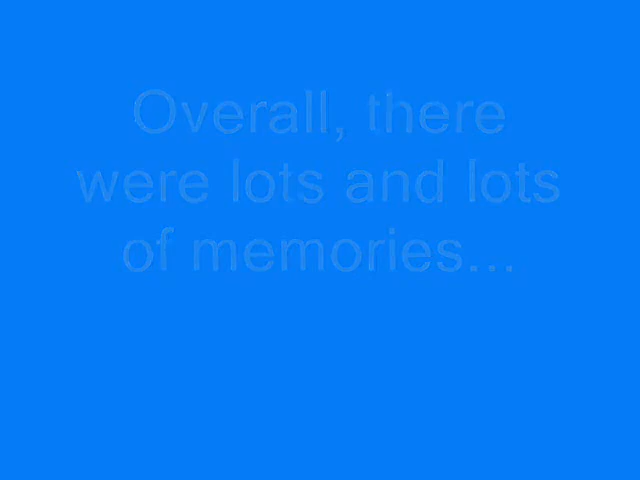 Overall, there
were lots and lots
of memories...